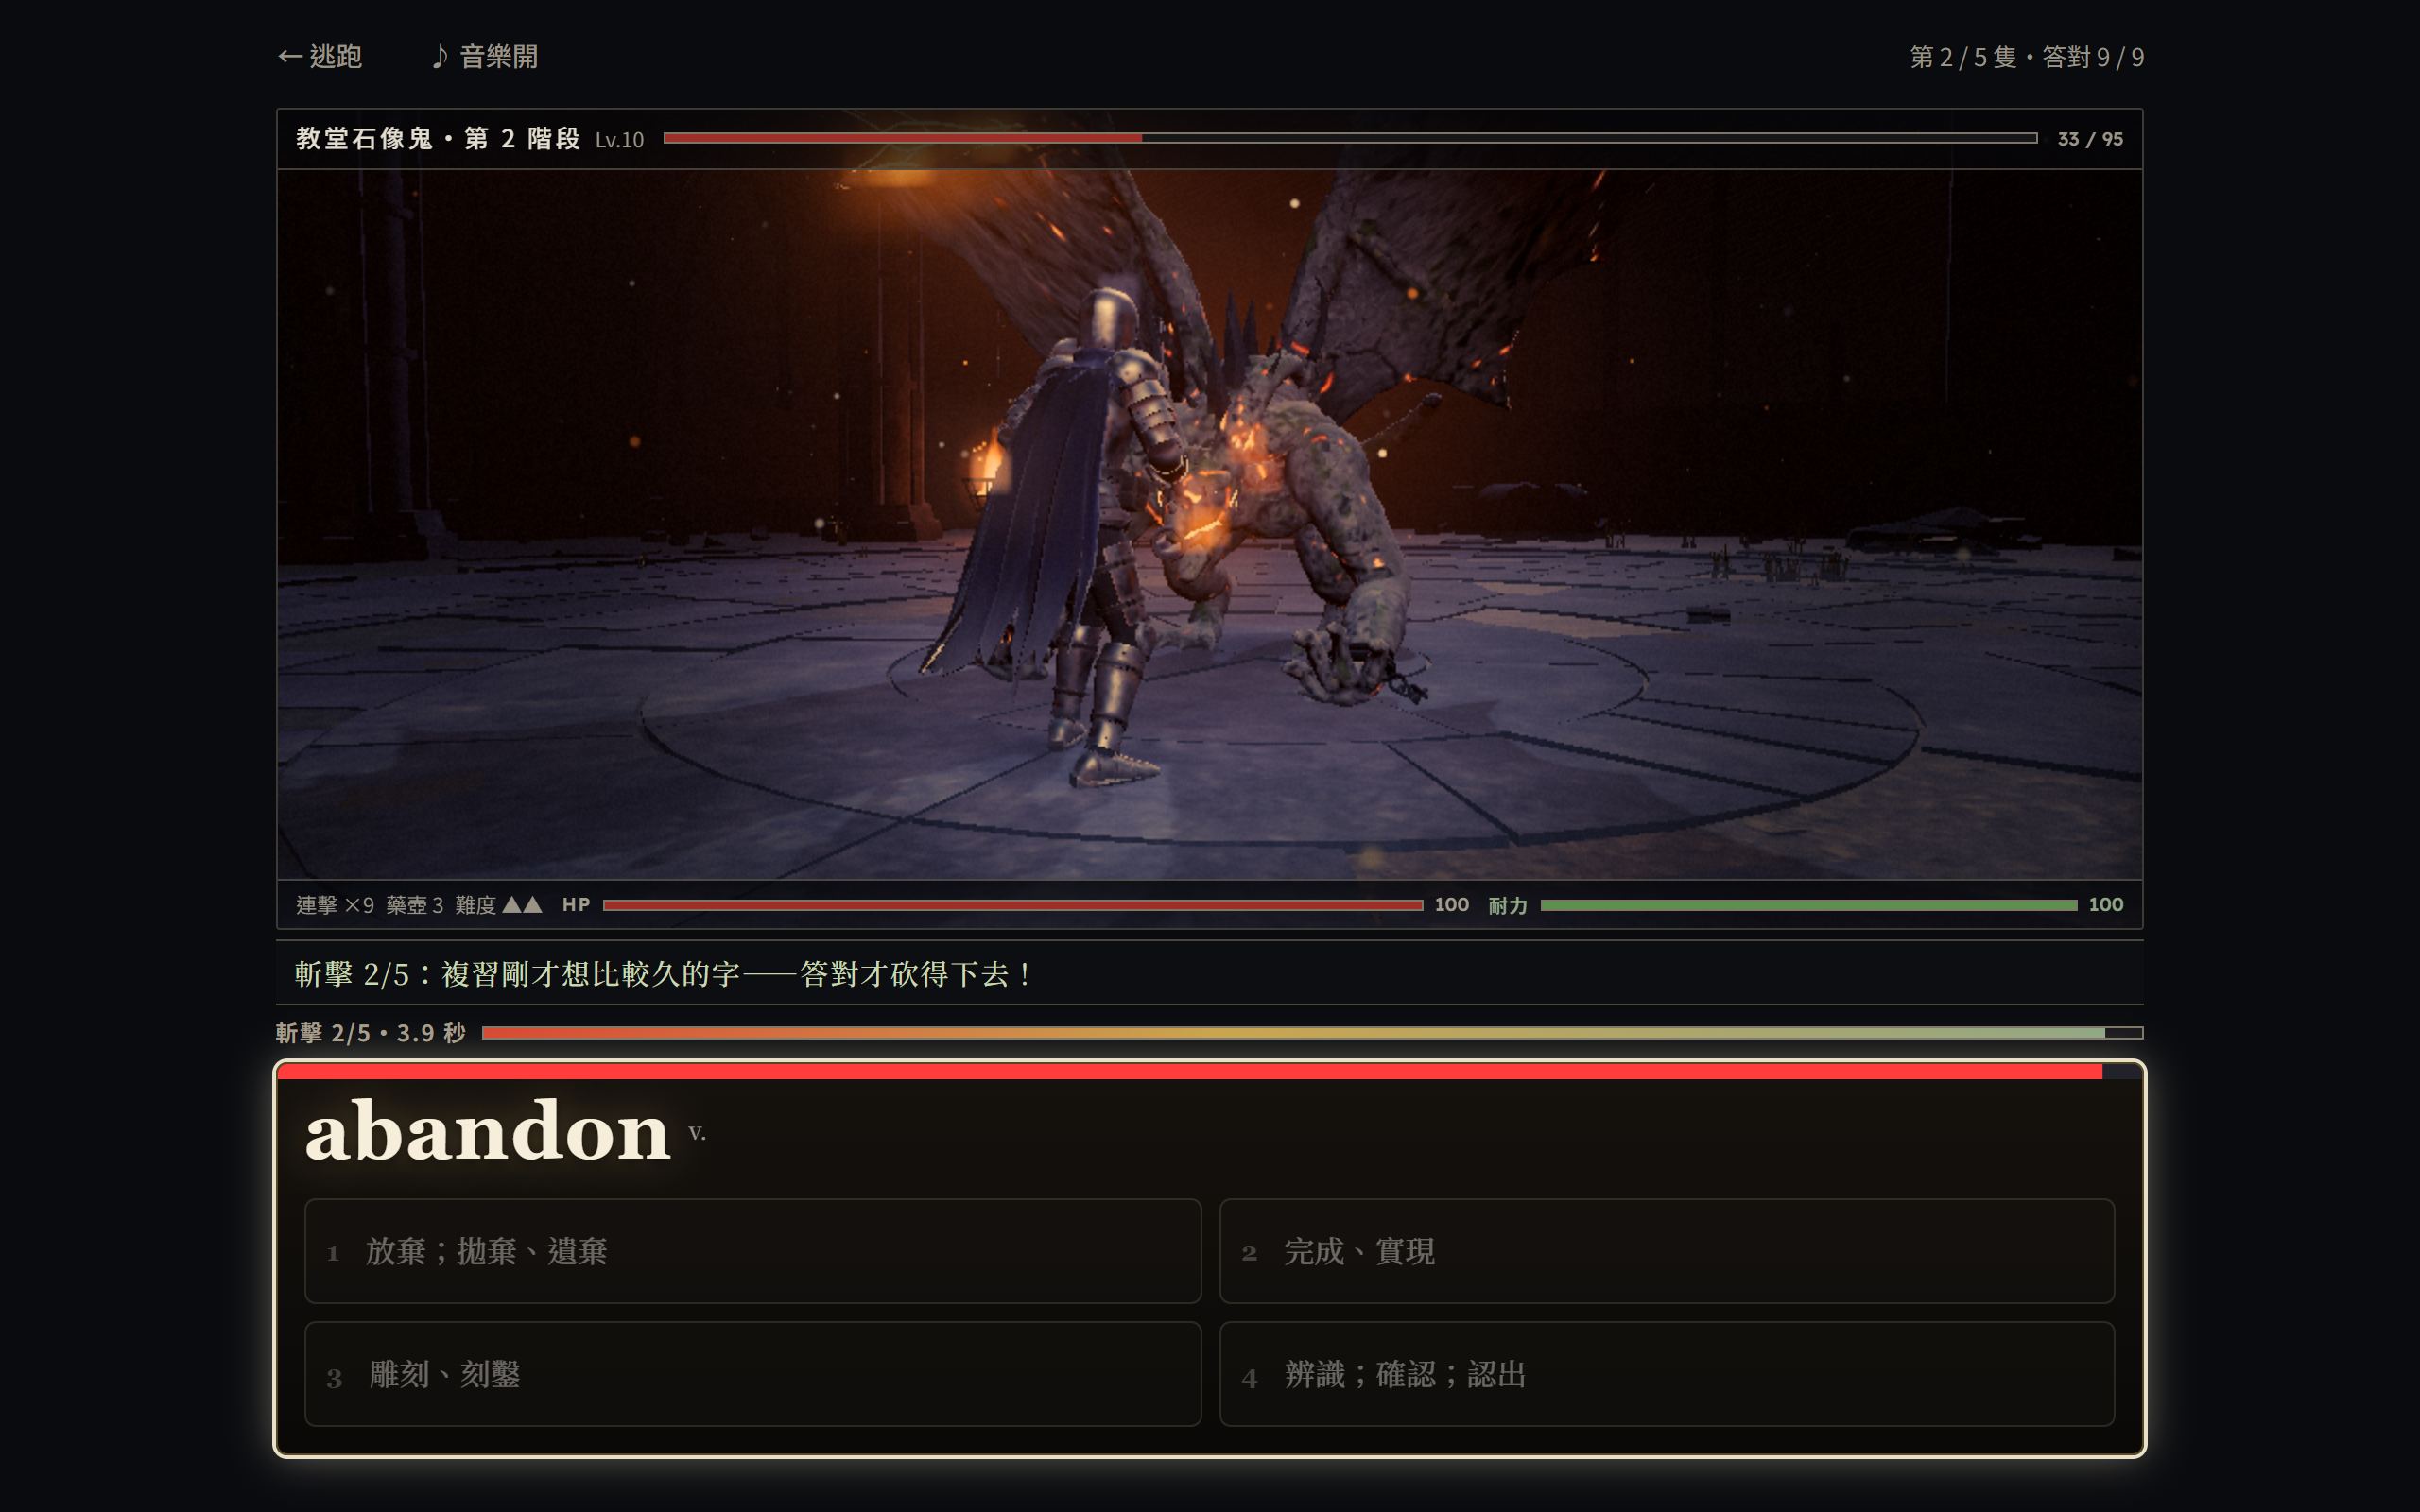 ← 逃跑 ♪ 音樂開 第 2 / 5 隻・答對 9 / 9
教堂石像鬼・第 2 階段 Lv.10 33 / 95
連擊 ×9 藥壺 3 難度 ▲▲ HP 100 耐力 100
斬擊 2/5：複習剛才想比較久的字——答對才砍得下去！
斬擊 2/5・3.9 秒
abandon v.
1 放棄；拋棄、遺棄
2 完成、實現
3 雕刻、刻鑿
4 辨識；確認；認出